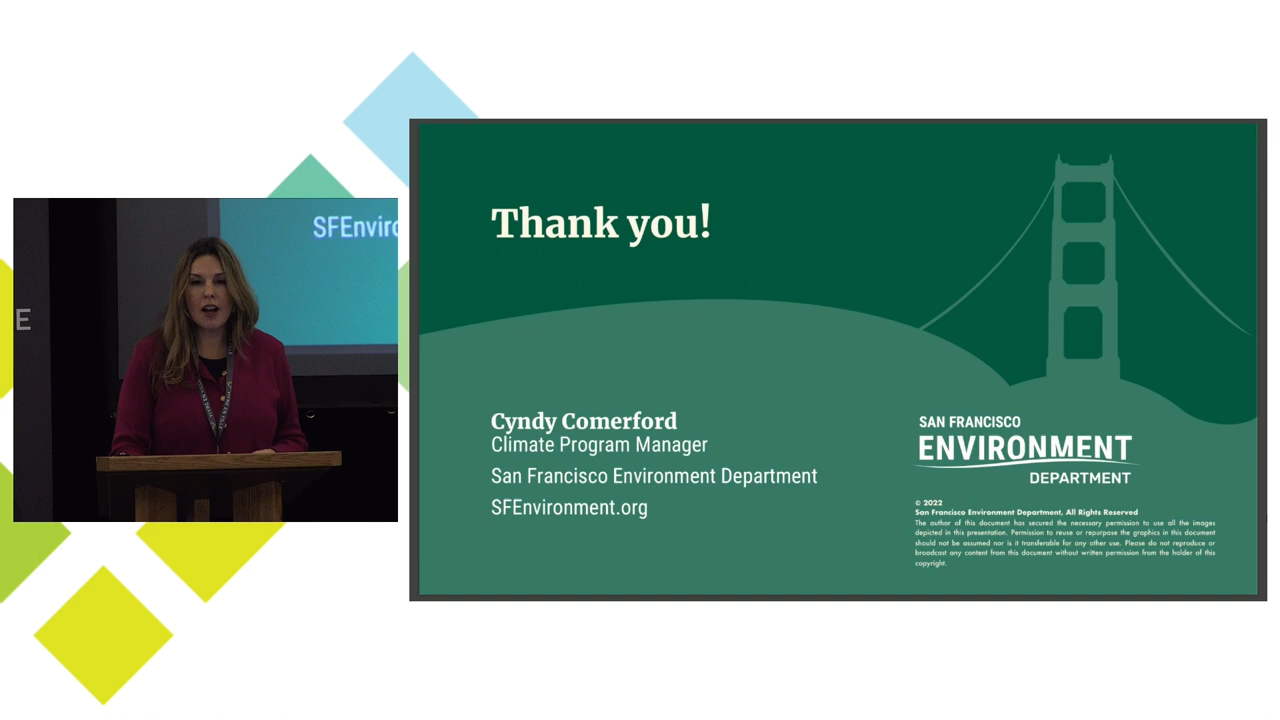 SFEnviro
E
Thank you!
Cyndy Comerford
Climate Program Manager
San Francisco Environment Department
SFEnvironment.org
SAN FRANCISCO
ENVIRONMENT
DEPARTMENT
© 2022
San Francisco Environment Department, All Rights Reserved
The author of this document has secured the necessary permission to use all the images
depicted in this presentation. Permission to reuse or repurpose the graphics in this document
should not be assumed nor is it transferable for any other use. Please do not reproduce or
broadcast any content from this document without written permission from the holder of this
copyright.